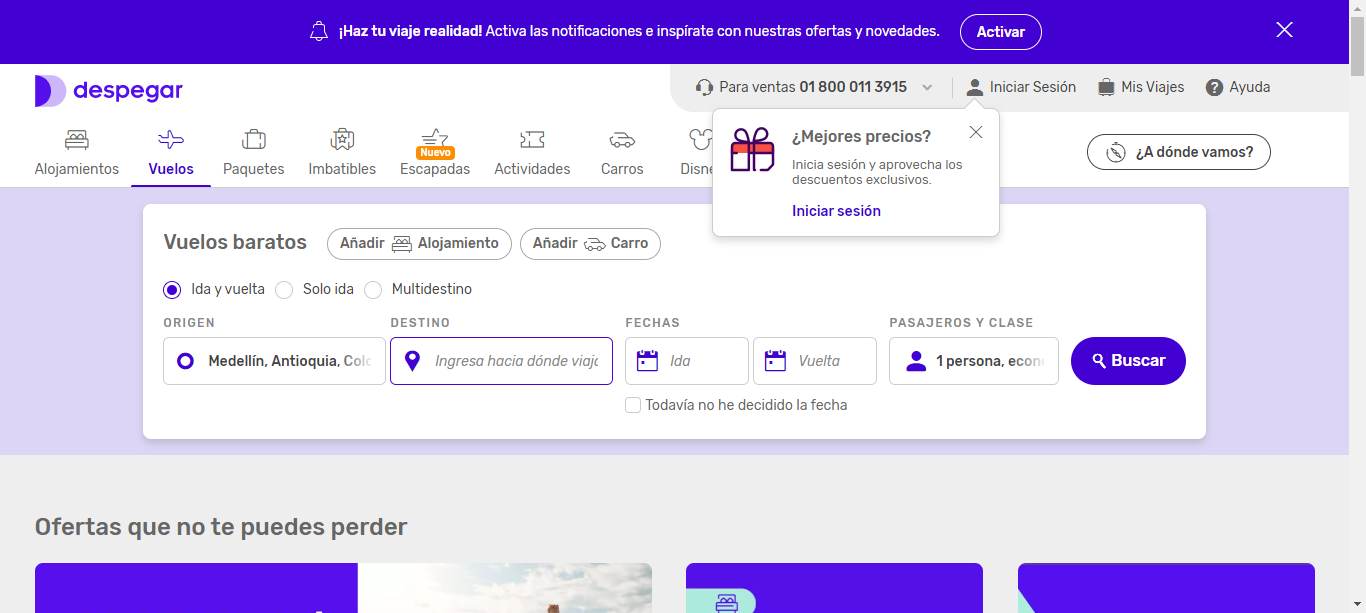 ¡Haz tu viaje realidad! Activa las notificaciones e inspírate con nuestras ofertas y novedades.
Activar
despegar
Para ventas 01 800 011 3915
Iniciar Sesión
Mis Viajes
Ayuda
Alojamientos
Vuelos
Paquetes
Imbatibles
Nuevo
Escapadas
Actividades
Carros
Disne
¿A dónde vamos?
¿Mejores precios?
Inicia sesión y aprovecha los
descuentos exclusivos.
Iniciar sesión
Vuelos baratos
Añadir Alojamiento
Añadir Carro
Ida y vuelta
Solo ida
Multidestino
ORIGEN
DESTINO
FECHAS
PASAJEROS Y CLASE
Medellín, Antioquia, Colo
Ingresa hacia dónde viaja
Ida
Vuelta
1 persona, econ
Buscar
Todavía no he decidido la fecha
Ofertas que no te puedes perder